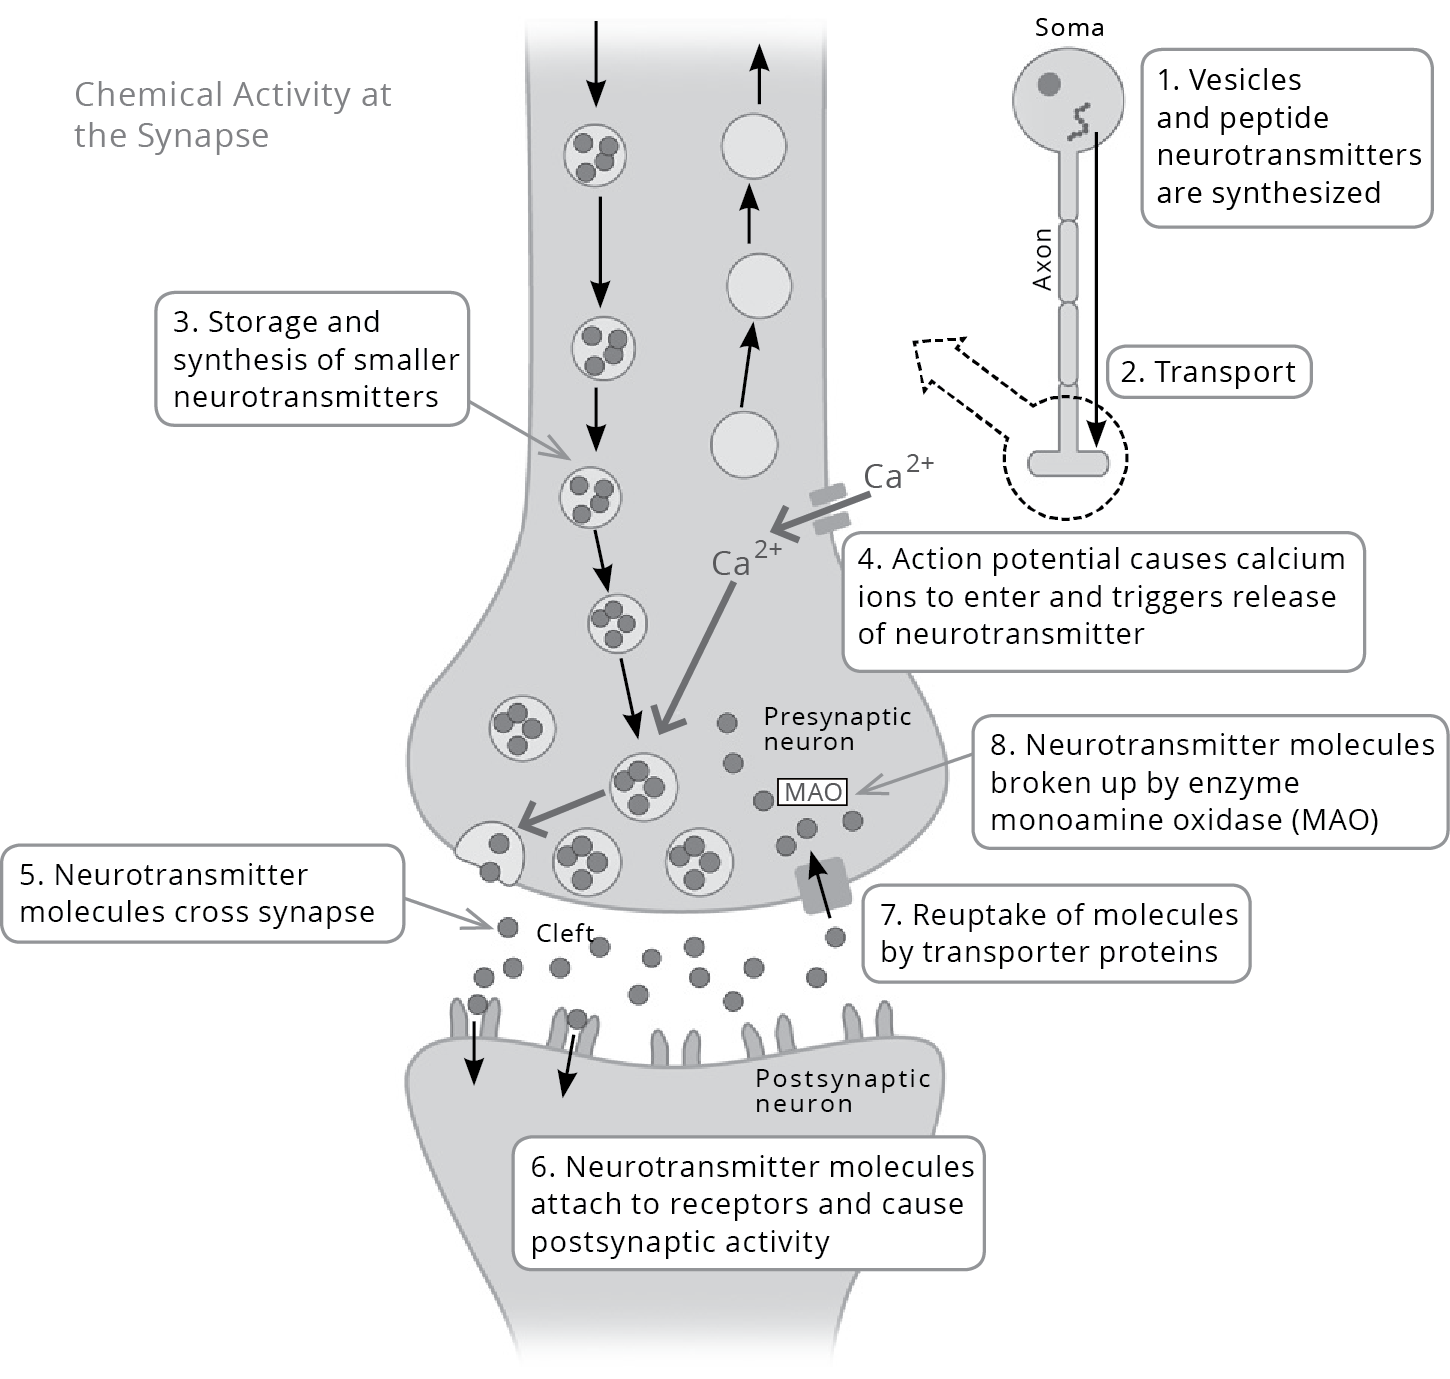 Chemical Activity at
the Synapse
Soma
1. Vesicles
and peptide
neurotransmitters
are synthesized
Axon
2. Transport
3. Storage and
synthesis of smaller
neurotransmitters
Ca2+
Ca2+
4. Action potential causes calcium
ions to enter and triggers release
of neurotransmitter
Presynaptic
neuron
MAO
8. Neurotransmitter molecules
broken up by enzyme
monoamine oxidase (MAO)
5. Neurotransmitter
molecules cross synapse
Cleft
7. Reuptake of molecules
by transporter proteins
Postsynaptic
neuron
6. Neurotransmitter molecules
attach to receptors and cause
postsynaptic activity